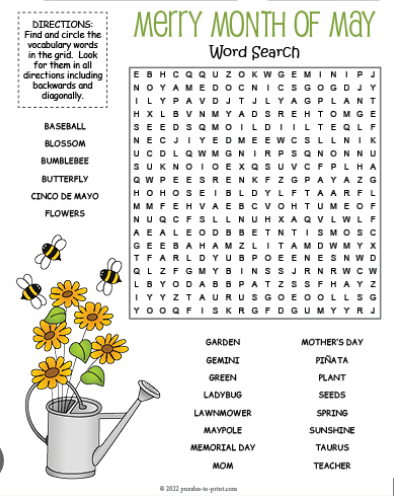 DIRECTIONS:
Find and circle the
vocabulary words
in the grid. Look
for them in all
directions including
backwards and
diagonally.
Merry Month of May
Word Search
BASEBALL
BLOSSOM
BUMBLEBEE
BUTTERFLY
CINCO DE MAYO
FLOWERS
E B H C Q Q U Z O K W G E M I N I P J
N O Y A M E D O C N I C S G O G D J Y
I L Y P A V D J T J L Y A G P L A N T
H X L B V N M Y A D S R E H T O M G E
S E E D S Q M O I L D I I L T E Q L F
N E C J I Y E D M E E W C S L L N I K
U C D L Q W M G N I R P S Q N O N N U
S U K N O I O E X Q S U V C F P L H A
Q W P E E S R E N K F Z G P A Y A Z G
H O H O S E I B L D Y L F T A A R F L
M M F E H V A E B C V O H T U M E O F
N U Q C F S L L N U H X A Q V L W L F
A E A L E O D B B E T N T I S M O S C
G E E B A H A M Z L I T A M D W M Y X
T F A R L D Y U B P O E E N E S N W D
Q L Z F G M Y B I N S S J R N R W C W
L B Y O D A B B P A T Z S S F H A Y Z
I Y Y Z T A U R U S G O E O O L L S G
Y O O Q F I S K R G F D G U M Y Y R J
GARDEN
GEMINI
GREEN
LADYBUG
LAWNMOWER
MAYPOLE
MEMORIAL DAY
MOM
MOTHER'S DAY
PIÑATA
PLANT
SEEDS
SPRING
SUNSHINE
TAURUS
TEACHER
© 2022 puzzles-to-print.com